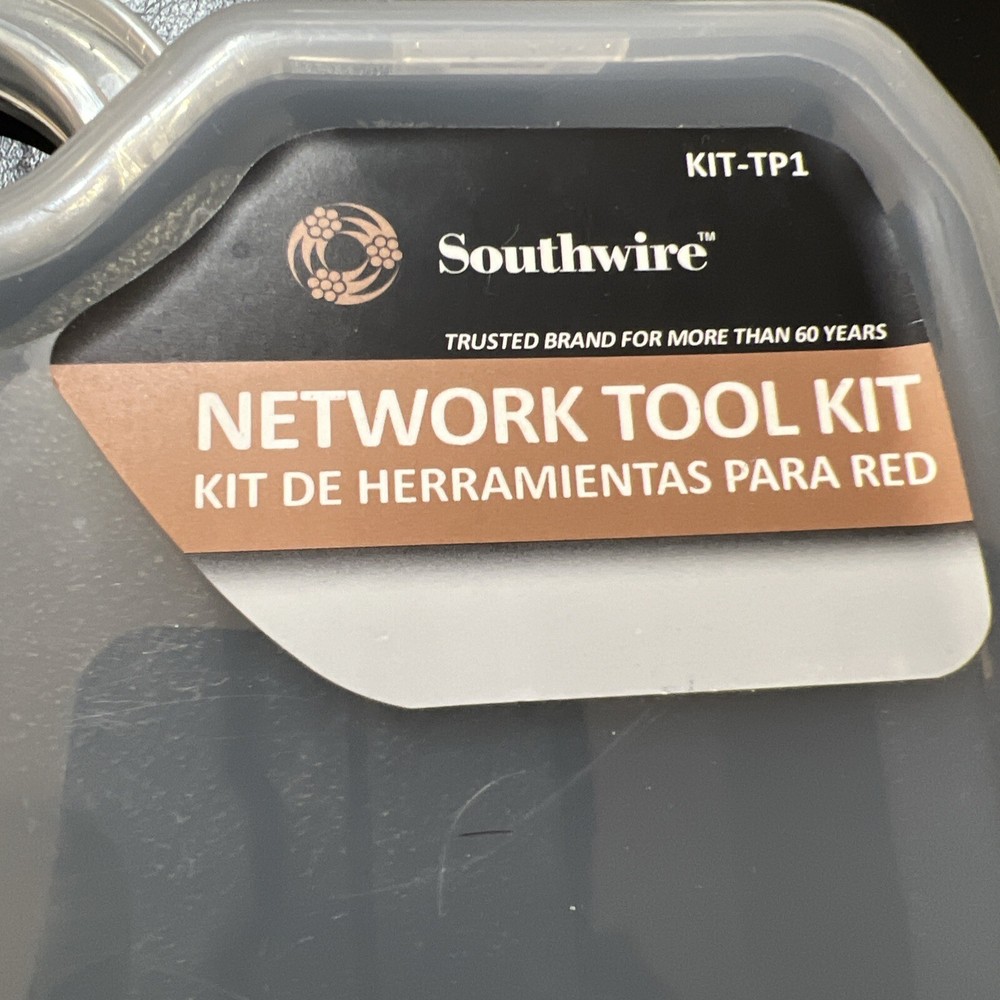 KIT-TP1
Southwire™
TRUSTED BRAND FOR MORE THAN 60 YEARS
NETWORK TOOL KIT
KIT DE HERRAMIENTAS PARA RED